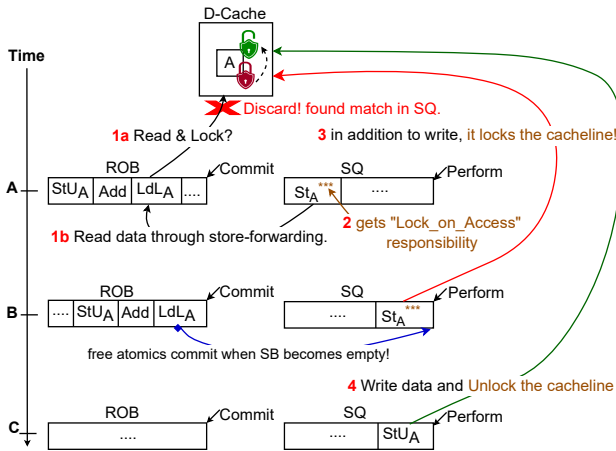 D-Cache
Time
A
Discard! found match in SQ.
1a Read & Lock?
3 in addition to write, it locks the cacheline!
ROB
Commit
SQ
Perform
A
StUA Add LdLA ....
StA*** ....
1b Read data through store-forwarding.
2 gets "Lock_on_Access"
responsibility
ROB
Commit
SQ
Perform
B
.... StUA Add LdLA
.... StA***
free atomics commit when SB becomes empty!
4 Write data and Unlock the cacheline
ROB
Commit
SQ
Perform
C
....
.... StUA